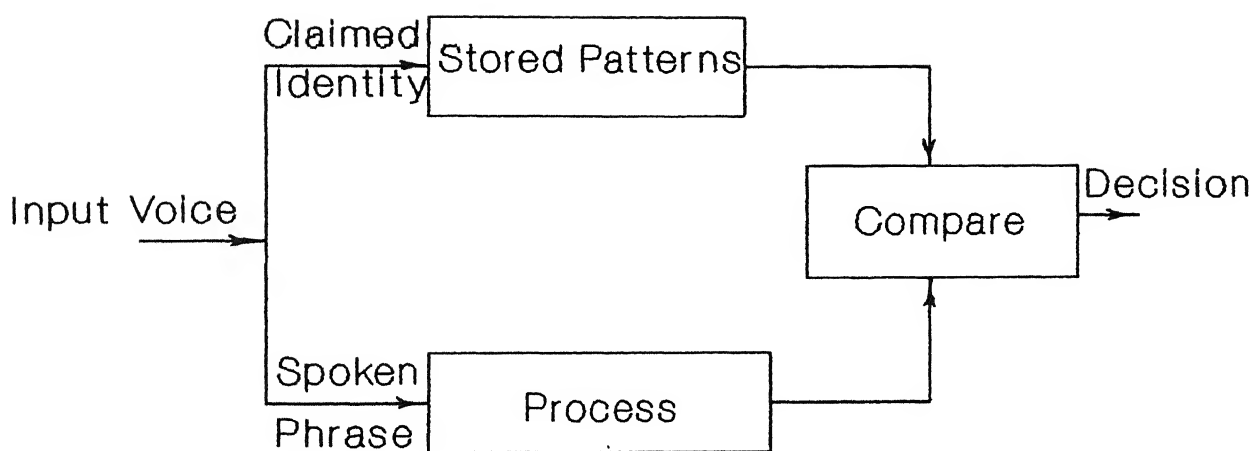 Claimed
Identity
Stored Patterns
Input Voice
Compare
Decision
Spoken
Phrase
Process